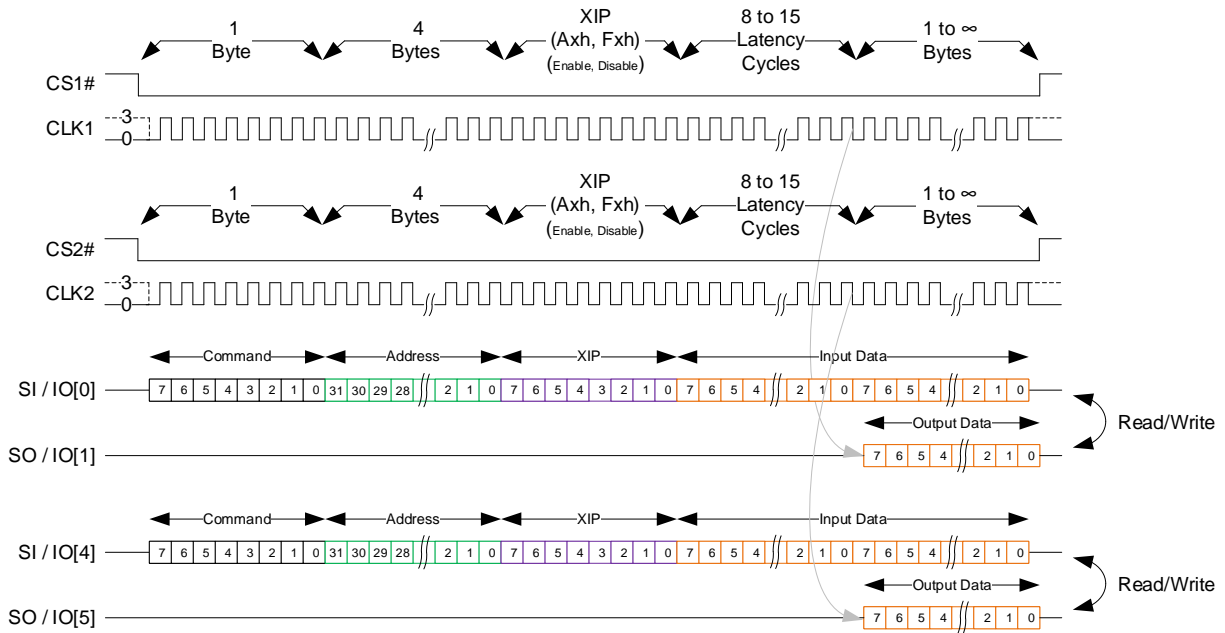 1 Byte
4 Bytes
XIP (Axh, Fxh) (Enable, Disable)
8 to 15 Latency Cycles
1 to ∞ Bytes
CS1#
CLK1
3
0
1 Byte
4 Bytes
XIP (Axh, Fxh) (Enable, Disable)
8 to 15 Latency Cycles
1 to ∞ Bytes
CS2#
CLK2
3
0
Command Address XIP Input Data
SI / IO[0] 7 6 5 4 3 2 1 0 31 30 29 28 2 1 0 7 6 5 4 3 2 1 0 7 6 5 4 2 1 0 7 6 5 4 2 1 0
Output Data
Read/Write
SO / IO[1] 7 6 5 4 2 1 0
Command Address XIP Input Data
SI / IO[4] 7 6 5 4 3 2 1 0 31 30 29 28 2 1 0 7 6 5 4 3 2 1 0 7 6 5 4 2 1 0 7 6 5 4 2 1 0
Output Data
Read/Write
SO / IO[5] 7 6 5 4 2 1 0